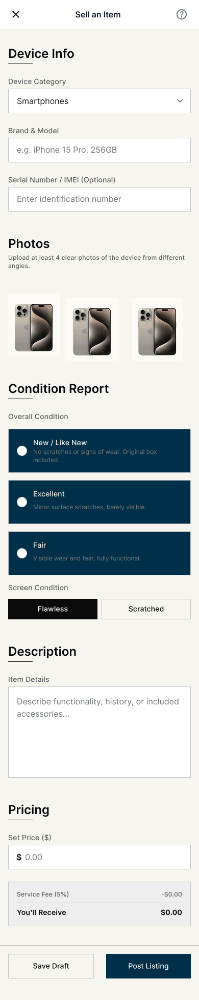 Sell an Item
Device Info
Device Category
Smartphones
Brand & Model
e.g. iPhone 15 Pro, 256GB
Serial Number / IMEI (Optional)
Enter identification number
Photos
Upload at least 4 clear photos of the device from different
angles.
Condition Report
Overall Condition
New / Like New
No scratches or signs of wear. Original box
included.
Excellent
Minor surface scratches, barely visible.
Fair
Visible wear and tear, fully functional.
Screen Condition
Flawless
Scratched
Description
Item Details
Describe functionality, history, or included
accessories...
Pricing
Set Price ($)
$ 0.00
Service Fee (5%) -$0.00
You'll Receive $0.00
Save Draft
Post Listing